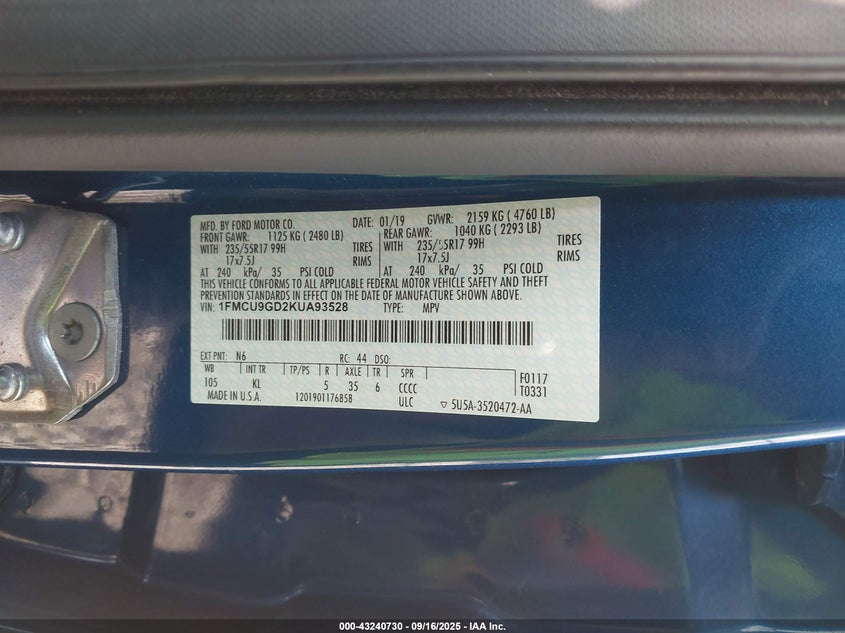 MFD. BY FORD MOTOR CO. DATE: 01/19 GVWR: 2159 KG ( 4760 LB)
FRONT GAWR: 1125 KG ( 2480 LB) REAR GAWR: 1040 KG ( 2293 LB)
WITH 235/55R17 99H TIRES WITH 235/55R17 99H TIRES
17x7.5J RIMS 17x7.5J RIMS
AT 240 kPa/ 35 PSI COLD AT 240 kPa/ 35 PSI COLD
THIS VEHICLE CONFORMS TO ALL APPLICABLE FEDERAL MOTOR VEHICLE SAFETY AND THEFT
PREVENTION STANDARDS IN EFFECT ON THE DATE OF MANUFACTURE SHOWN ABOVE.
VIN: 1FMCU9GD2KUA93528 TYPE: MPV
EXT PNT: N6 RC: 44 DSO:
WB INT TR TP/PS R AXLE TR SPR
105 KL 5 35 6 CCCC
F0117
T0331
MADE IN U.S.A. 1201901176858 ULC ▽ 5U5A-3520472-AA
000-43240730 - 09/16/2025 - IAA Inc.